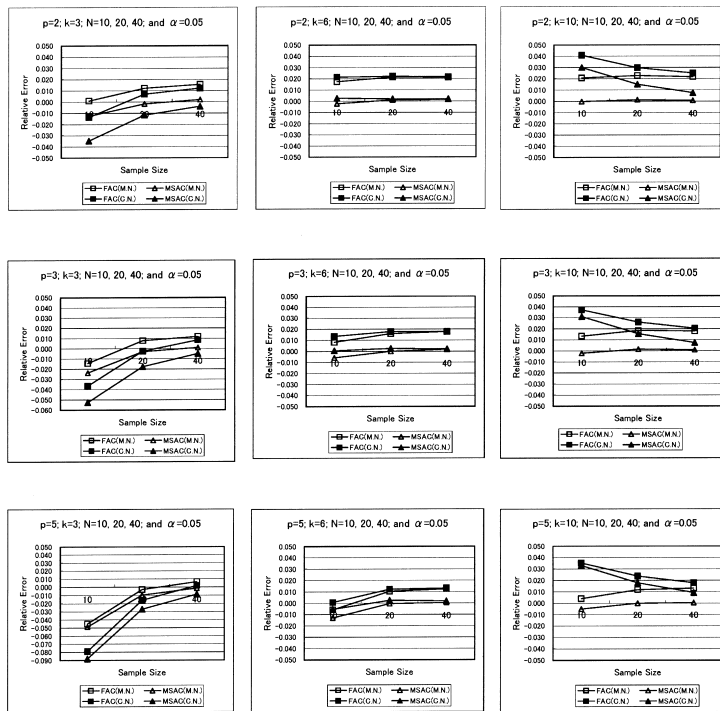 p=2; k=3; N=10, 20, 40; and α=0.05
Relative Error
0.050
0.040
0.030
0.020
0.010
0.000
-0.010
-0.020
-0.030
-0.040
-0.050
20 40
Sample Size
FAC(M.N.) MSAC(M.N.)
FAC(C.N.) MSAC(C.N.)
p=2; k=6; N=10, 20, 40; and α=0.05
Relative Error
0.050
0.040
0.030
0.020
0.010
0.000
-0.010
-0.020
-0.030
-0.040
-0.050
10 20 40
Sample Size
FAC(M.N.) MSAC(M.N.)
FAC(C.N.) MSAC(C.N.)
p=2; k=10; N=10, 20, 40; and α=0.05
Relative Error
0.050
0.040
0.030
0.020
0.010
0.000
-0.010
-0.020
-0.030
-0.040
-0.050
10 20 40
Sample Size
FAC(M.N.) MSAC(M.N.)
FAC(C.N.) MSAC(C.N.)
p=3; k=3; N=10, 20, 40; and α=0.05
Relative Error
0.050
0.040
0.030
0.020
0.010
0.000
-0.010
-0.020
-0.030
-0.040
-0.050
-0.060
10 20 40
Sample Size
FAC(M.N.) MSAC(M.N.)
FAC(C.N.) MSAC(C.N.)
p=3; k=6; N=10, 20, 40; and α=0.05
Relative Error
0.050
0.040
0.030
0.020
0.010
0.000
-0.010
-0.020
-0.030
-0.040
-0.050
10 20 40
Sample Size
FAC(M.N.) MSAC(M.N.)
FAC(C.N.) MSAC(C.N.)
p=3; k=10; N=10, 20, 40; and α=0.05
Relative Error
0.050
0.040
0.030
0.020
0.010
0.000
-0.010
-0.020
-0.030
-0.040
-0.050
10 20 40
Sample Size
FAC(M.N.) MSAC(M.N.)
FAC(C.N.) MSAC(C.N.)
p=5; k=3; N=10, 20, 40; and α=0.05
Relative Error
0.050
0.040
0.030
0.020
0.010
0.000
-0.010
-0.020
-0.030
-0.040
-0.050
-0.060
-0.070
-0.080
-0.090
10 20 40
Sample Size
FAC(M.N.) MSAC(M.N.)
FAC(C.N.) MSAC(C.N.)
p=5; k=6; N=10, 20, 40; and α=0.05
Relative Error
0.050
0.040
0.030
0.020
0.010
0.000
-0.010
-0.020
-0.030
-0.040
-0.050
10 20 40
Sample Size
FAC(M.N.) MSAC(M.N.)
FAC(C.N.) MSAC(C.N.)
p=5; k=10; N=10, 20, 40; and α=0.05
Relative Error
0.050
0.040
0.030
0.020
0.010
0.000
-0.010
-0.020
-0.030
-0.040
-0.050
10 20 40
Sample Size
FAC(M.N.) MSAC(M.N.)
FAC(C.N.) MSAC(C.N.)